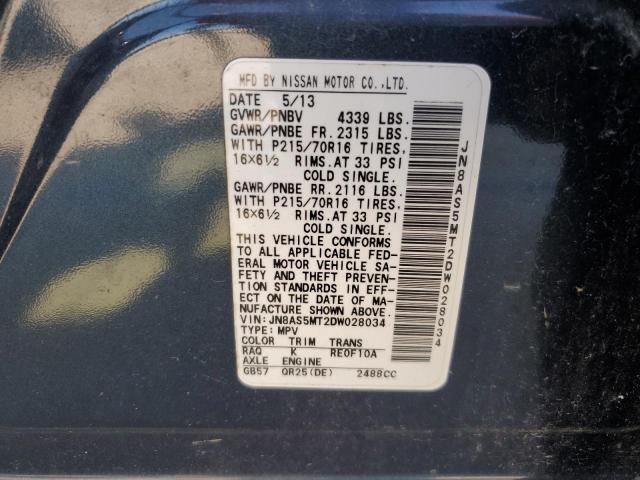 MFD BY NISSAN MOTOR CO.,LTD.
DATE 5/13
GVWR/PNBV 4339 LBS.
GAWR/PNBE FR. 2315 LBS.
WITH P215/70R16 TIRES,
16×6½ RIMS. AT 33 PSI
COLD SINGLE.
GAWR/PNBE RR. 2116 LBS.
WITH P215/70R16 TIRES,
16×6½ RIMS. AT 33 PSI
COLD SINGLE.
THIS VEHICLE CONFORMS
TO ALL APPLICABLE FED-
ERAL MOTOR VEHICLE SA-
FETY AND THEFT PREVEN-
TION STANDARDS IN EFF-
ECT ON THE DATE OF MA-
NUFACTURE SHOWN ABOVE.
VIN:JN8AS5MT2DW028034
TYPE: MPV
COLOR TRIM TRANS
RAQ K RE0F10A
AXLE ENGINE
GB57 QR25(DE) 2488CC
JN8AS5MT2DW028034